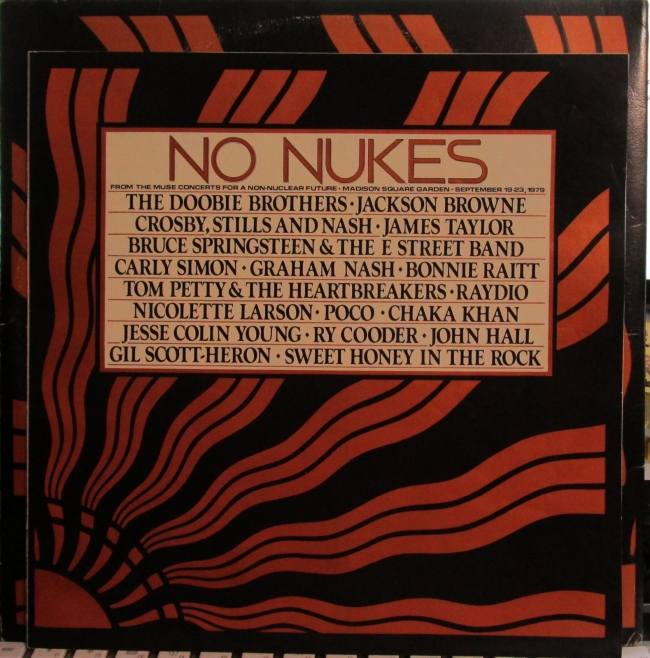 NO NUKES
FROM THE MUSE CONCERTS FOR A NON-NUCLEAR FUTURE · MADISON SQUARE GARDEN · SEPTEMBER 19-23, 1979
THE DOOBIE BROTHERS · JACKSON BROWNE
CROSBY, STILLS AND NASH · JAMES TAYLOR
BRUCE SPRINGSTEEN & THE E STREET BAND
CARLY SIMON · GRAHAM NASH · BONNIE RAITT
TOM PETTY & THE HEARTBREAKERS · RAYDIO
NICOLETTE LARSON · POCO · CHAKA KHAN
JESSE COLIN YOUNG · RY COODER · JOHN HALL
GIL SCOTT-HERON · SWEET HONEY IN THE ROCK